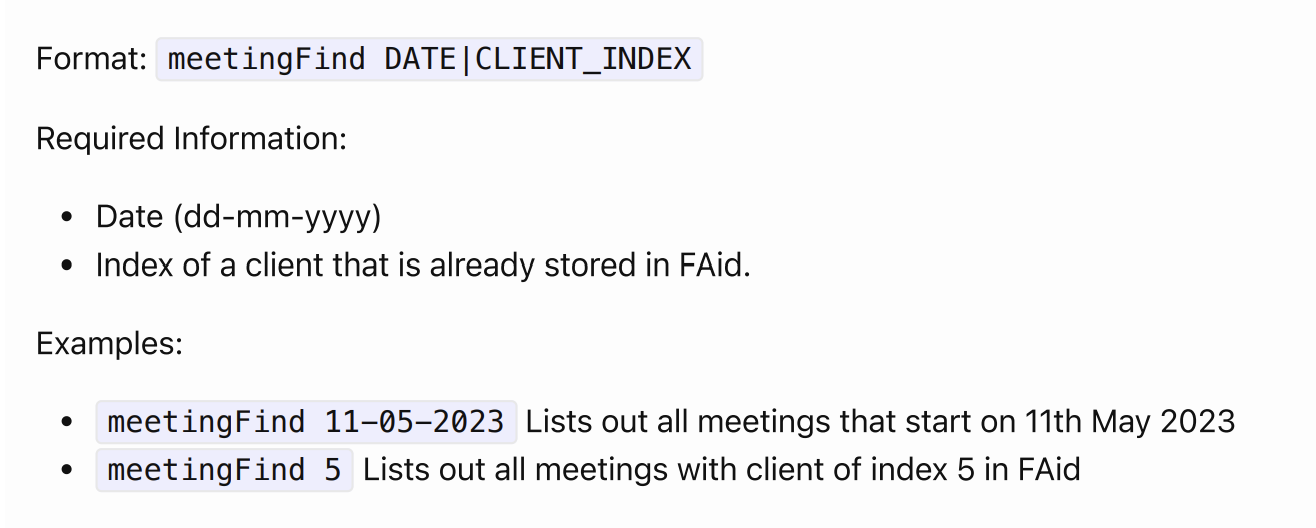 Format: meetingFind DATE|CLIENT_INDEX
Required Information:
• Date (dd-mm-yyyy)
• Index of a client that is already stored in FAid.
Examples:
• meetingFind 11-05-2023 Lists out all meetings that start on 11th May 2023
• meetingFind 5 Lists out all meetings with client of index 5 in FAid